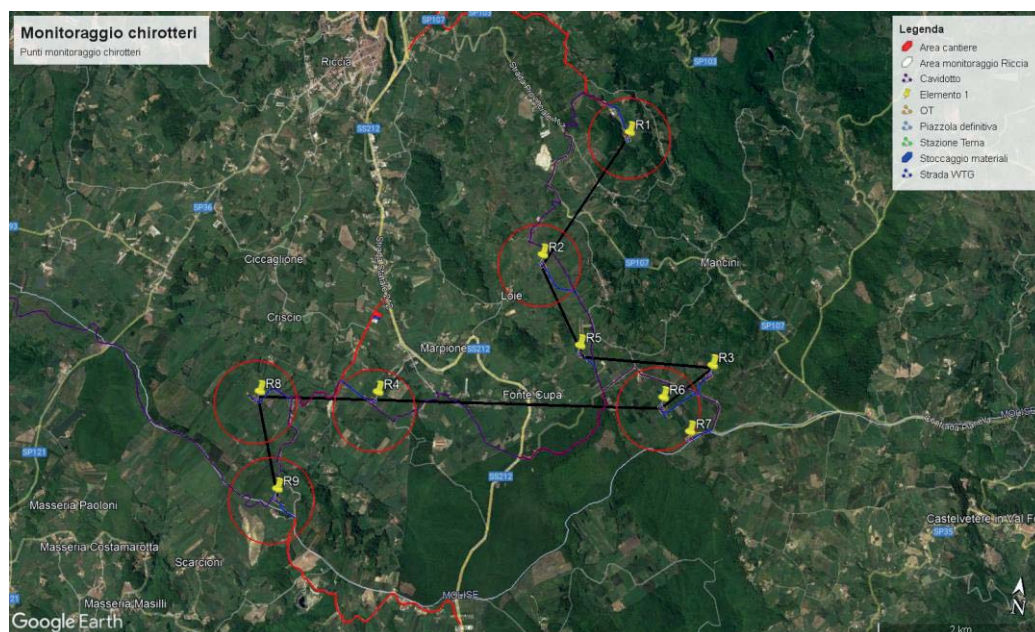 Monitoraggio chirotteri
Punti monitoraggio chirotteri
SP107
SP103
Riccia
SP103
Legenda
Area cantiere
Area monitoraggio Riccia
Cavidotto
Elemento 1
OT
Piazzola definitiva
Stazione Terna
Stoccaggio materiali
Strada WTG
SS212
R1
SP36
R2
Ciccaglione
SP107
Mancini
Loie
Criscio
SP107
R5
Marpione
SS212
R3
R8
R4
Fonte Cupa
R6
R7
MOLISE
SP121
SS212
R9
Masseria Paoloni
Castelvetere in Val F
SP35
Masseria Costamarotta
Scarcioni
MOLISE
Masseria Masilli
N
Google Earth
2 km